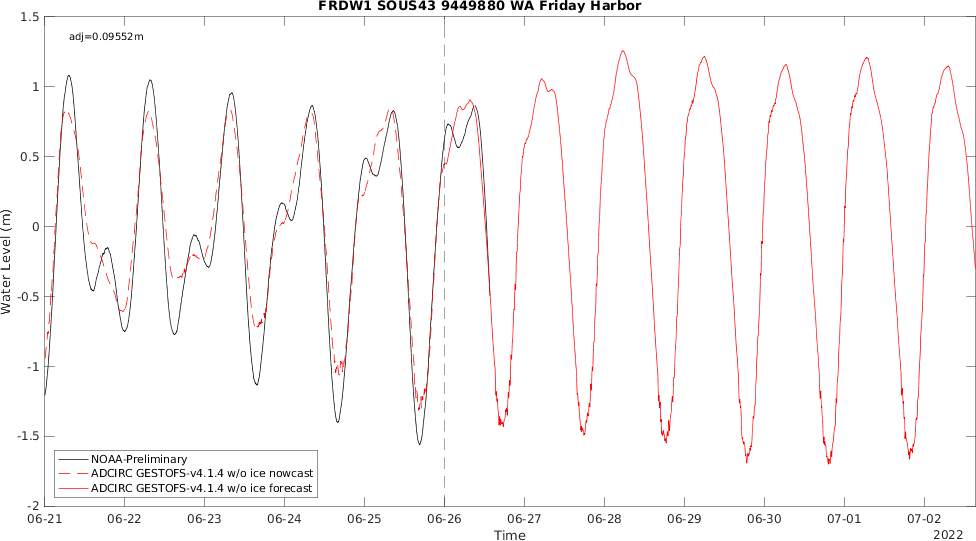 FRDW1 SOUS43 9449880 WA Friday Harbor
adj=0.09552m
1.5
1
0.5
0
-0.5
-1
-1.5
-2
Water Level (m)
NOAA-Preliminary
ADCIRC GESTOFS-v4.1.4 w/o ice nowcast
ADCIRC GESTOFS-v4.1.4 w/o ice forecast
06-21 06-22 06-23 06-24 06-25 06-26 06-27 06-28 06-29 06-30 07-01 07-02
Time
2022